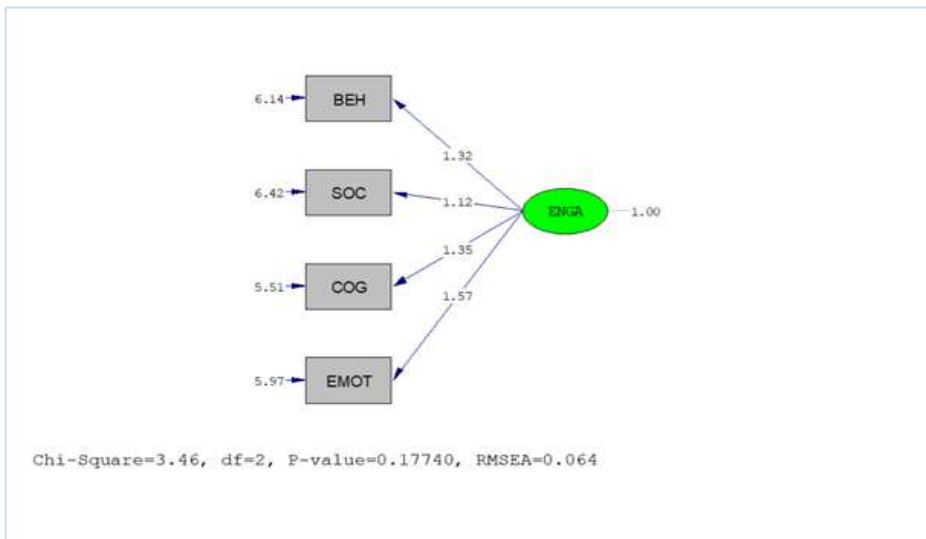 6.14
BEH
1.32
6.42
SOC
1.12
ENGA
1.00
1.35
5.51
COG
1.57
5.97
EMOT
Chi-Square=3.46, df=2, P-value=0.17740, RMSEA=0.064